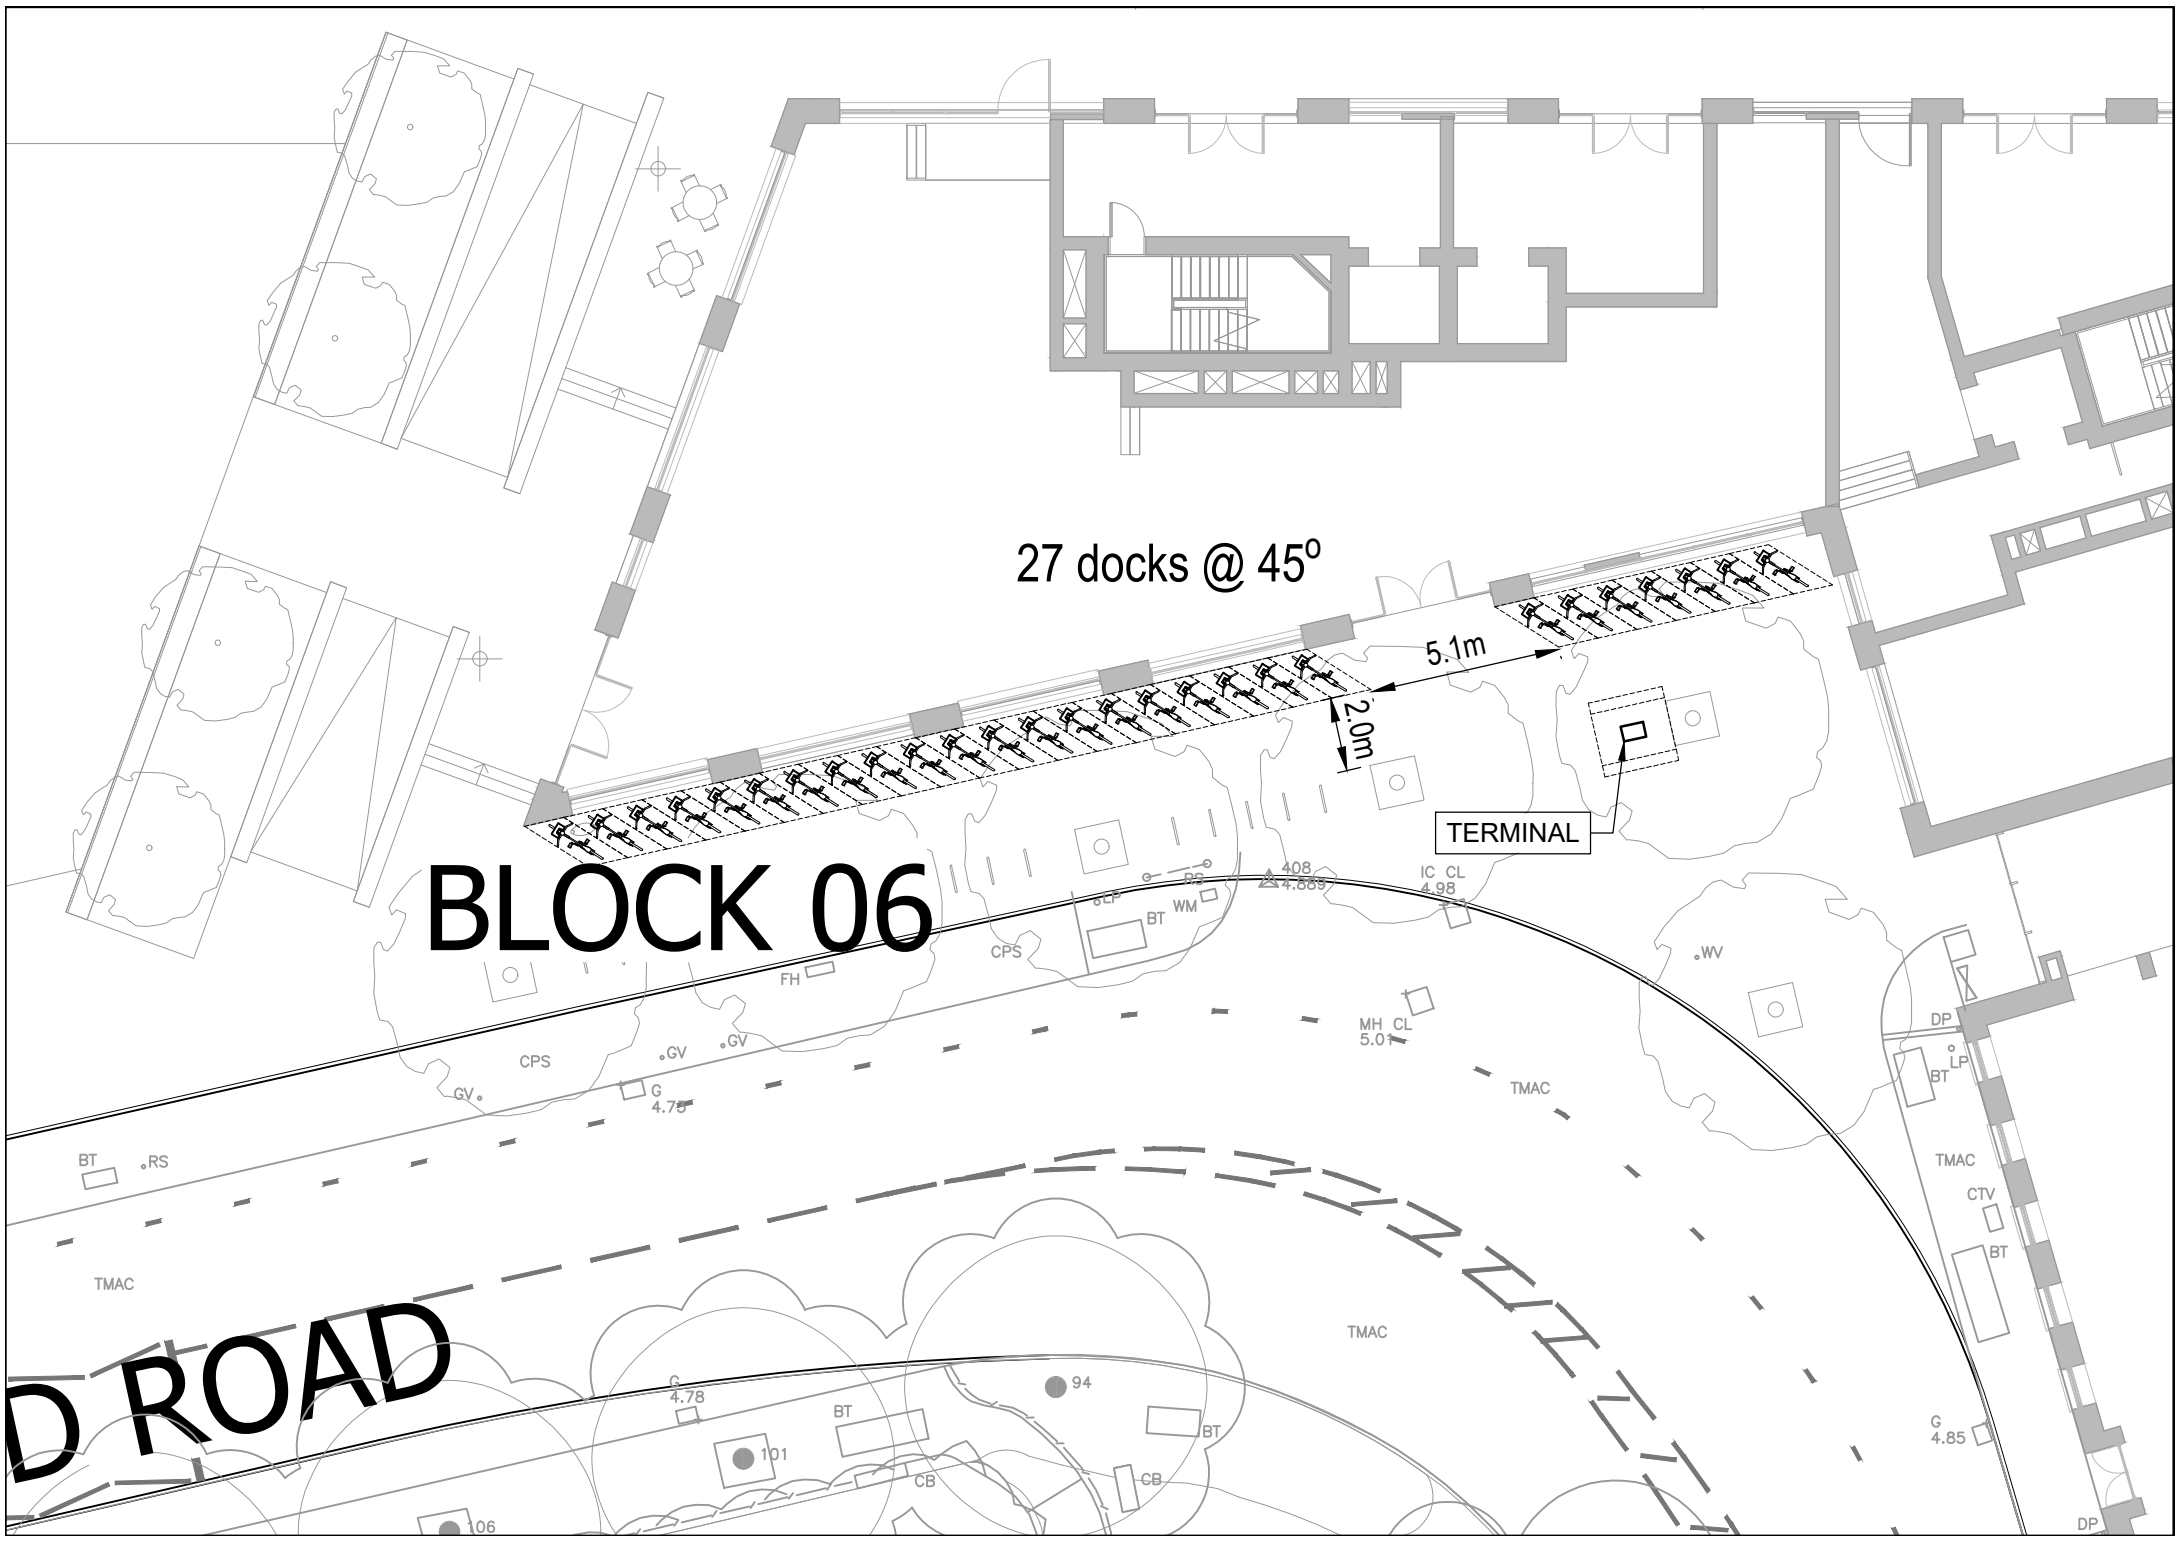 27 docks @ 45º
5.1m
2.0m
TERMINAL
BLOCK 06
408
4.889
IC CL
4.98
RS
LP
WM
BT
CPS
FH
WV
MH CL
5.01
DP
LP
BT
GV
GV
CPS
GV
G
4.75
TMAC
BT
RS
TMAC
CTV
BT
TMAC
TMAC
D ROAD
G
4.78
94
BT
BT
G
4.85
101
CB
CB
106
DP